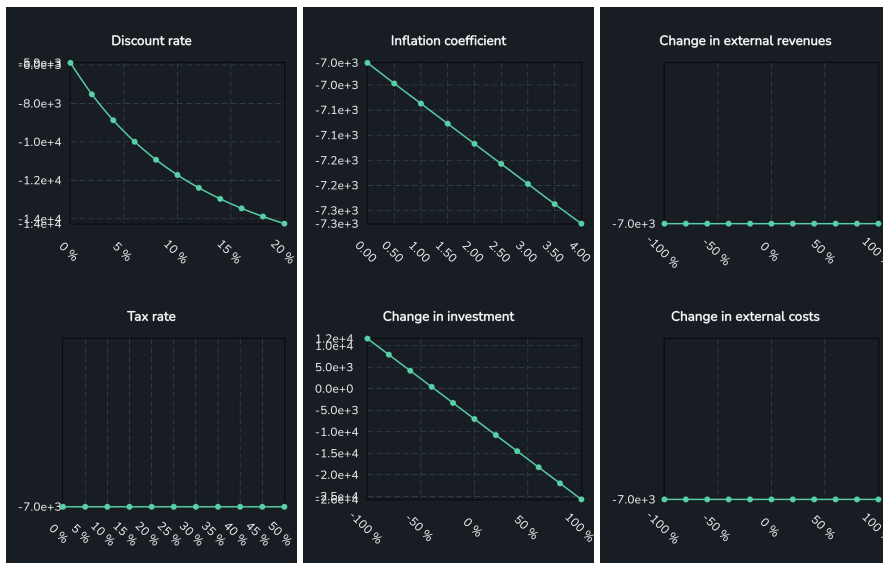 Discount rate
-6.0e+3
-8.0e+3
-1.0e+4
-1.2e+4
-1.4e+4
0 %
5 %
10 %
15 %
20 %
Inflation coefficient
-7.0e+3
-7.0e+3
-7.1e+3
-7.1e+3
-7.2e+3
-7.2e+3
-7.3e+3
-7.3e+3
0.00
0.50
1.00
1.50
2.00
2.50
3.00
3.50
4.00
Change in external revenues
-7.0e+3
-100 %
-50 %
0 %
50 %
100
Tax rate
-7.0e+3
0 %
5 %
10 %
15 %
20 %
25 %
30 %
35 %
40 %
45 %
50 %
Change in investment
1.2e+4
1.0e+4
5.0e+3
0.0e+0
-5.0e+3
-1.0e+4
-1.5e+4
-2.0e+4
-2.5e+4
-2.6e+4
-100 %
-50 %
0 %
50 %
100 %
Change in external costs
-7.0e+3
-100 %
-50 %
0 %
50 %
100